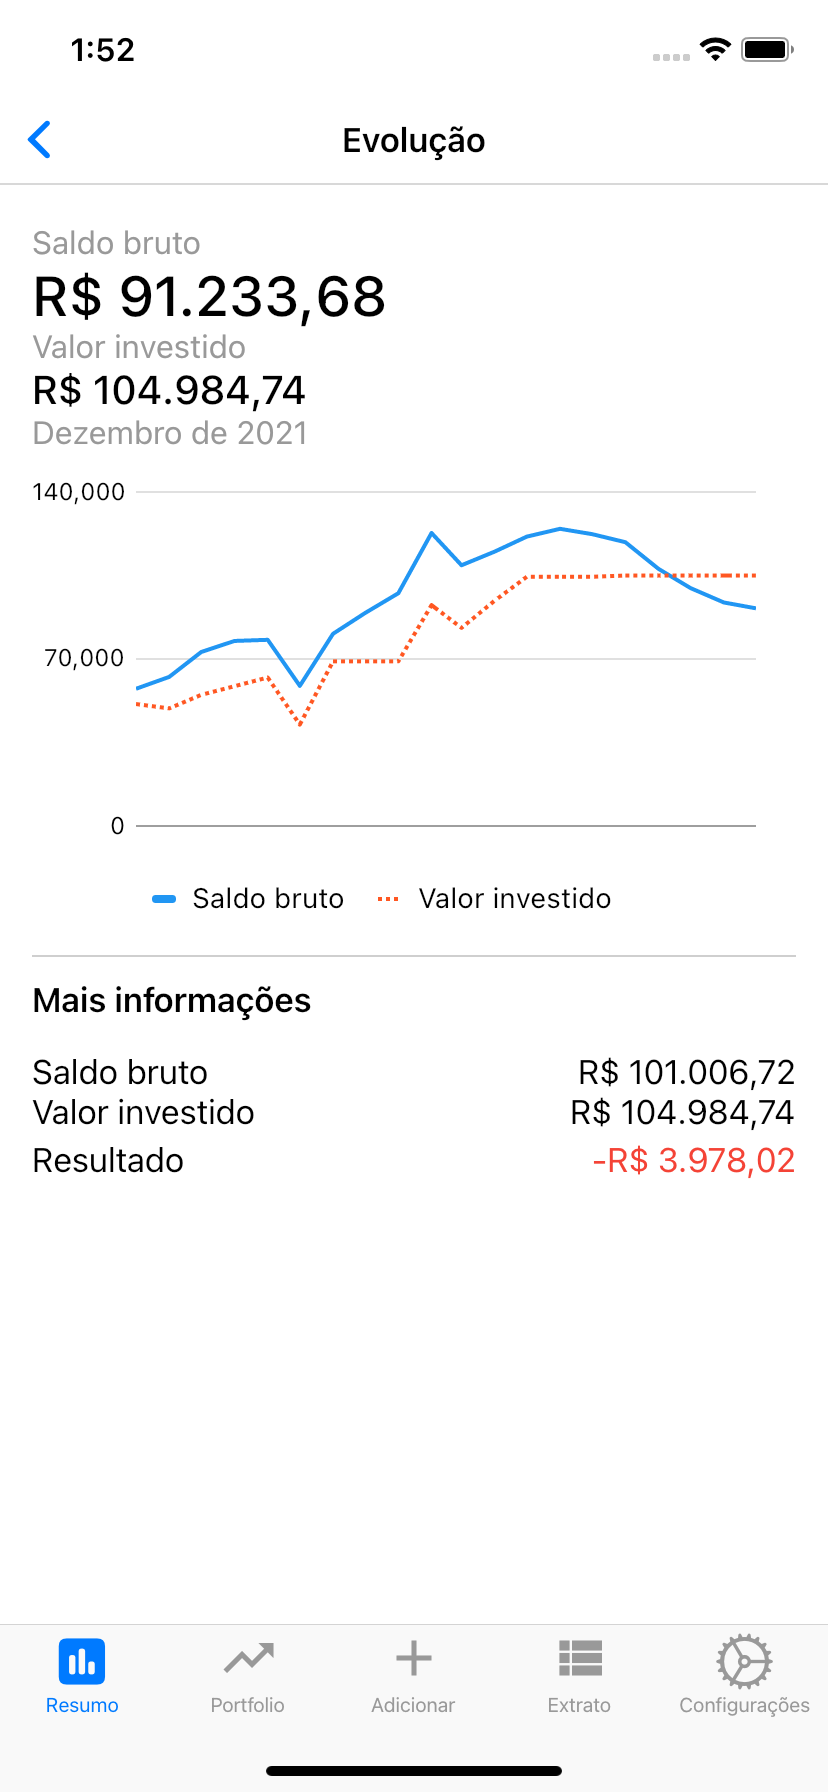 1:52
Evolução
Saldo bruto
R$ 91.233,68
Valor investido
R$ 104.984,74
Dezembro de 2021
140,000
70,000
0
Saldo bruto Valor investido
Mais informações
Saldo bruto R$ 101.006,72
Valor investido R$ 104.984,74
Resultado -R$ 3.978,02
Resumo Portfolio Adicionar Extrato Configurações